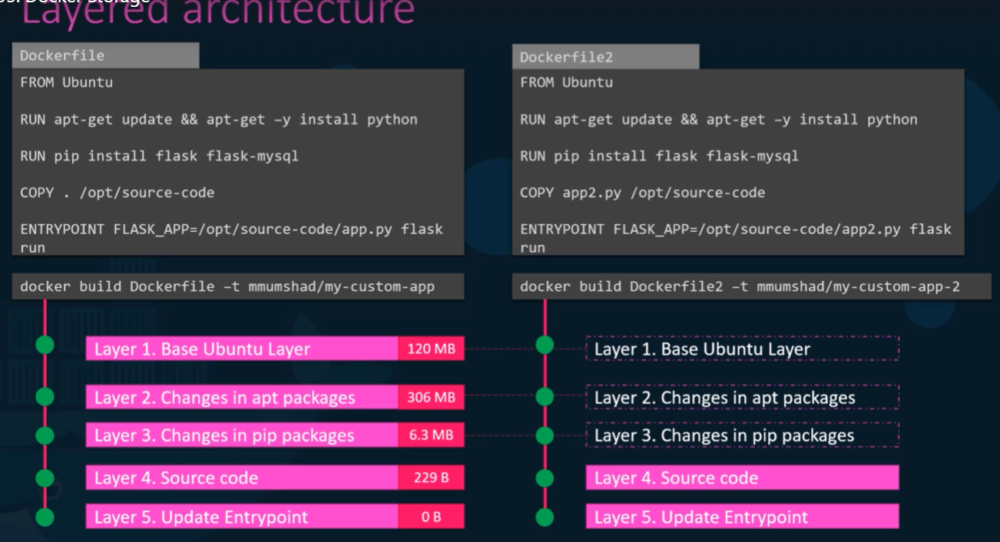 03. Docker Storage
Layered architecture
Dockerfile
FROM Ubuntu
RUN apt-get update && apt-get –y install python
RUN pip install flask flask-mysql
COPY . /opt/source-code
ENTRYPOINT FLASK_APP=/opt/source-code/app.py flask
run
docker build Dockerfile –t mmumshad/my-custom-app
Layer 1. Base Ubuntu Layer 120 MB
Layer 2. Changes in apt packages 306 MB
Layer 3. Changes in pip packages 6.3 MB
Layer 4. Source code 229 B
Layer 5. Update Entrypoint 0 B
Dockerfile2
FROM Ubuntu
RUN apt-get update && apt-get –y install python
RUN pip install flask flask-mysql
COPY app2.py /opt/source-code
ENTRYPOINT FLASK_APP=/opt/source-code/app2.py flask
run
docker build Dockerfile2 –t mmumshad/my-custom-app-2
Layer 1. Base Ubuntu Layer
Layer 2. Changes in apt packages
Layer 3. Changes in pip packages
Layer 4. Source code
Layer 5. Update Entrypoint